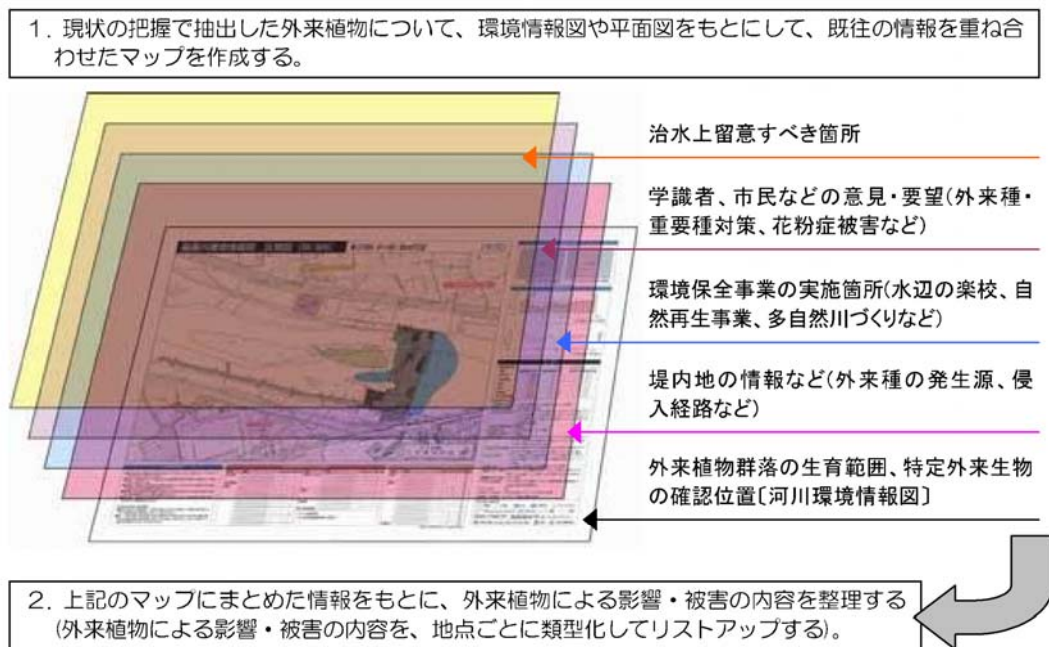 1. 現状の把握で抽出した外来植物について、環境情報図や平面図をもとにして、既往の情報を重ね合
わせたマップを作成する。
治水上留意すべき箇所
学識者、市民などの意見・要望(外来種・
重要種対策、花粉症被害など)
環境保全事業の実施箇所(水辺の楽校、自
然再生事業、多自然川づくりなど)
堤内地の情報など(外来種の発生源、侵
入経路など)
外来植物群落の生育範囲、特定外来生物
の確認位置〔河川環境情報図〕
2. 上記のマップにまとめた情報をもとに、外来植物による影響・被害の内容を整理する
(外来植物による影響・被害の内容を、地点ごとに類型化してリストアップする)。